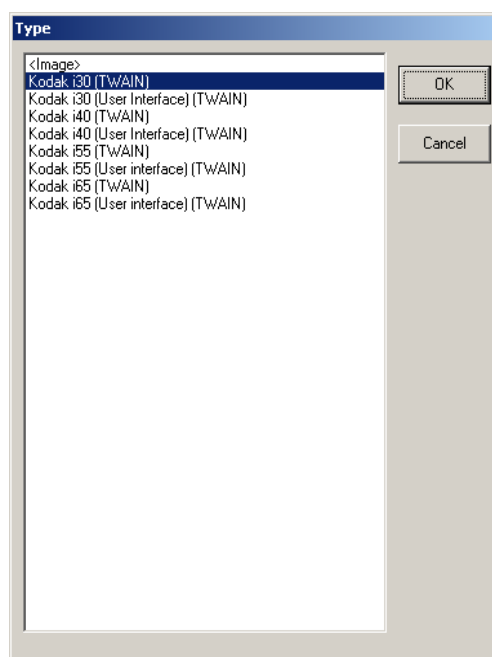 Type
<Image>
Kodak i30 (TWAIN)
Kodak i30 (User Interface) (TWAIN)
Kodak i40 (TWAIN)
Kodak i40 (User Interface) (TWAIN)
Kodak i55 (TWAIN)
Kodak i55 (User interface) (TWAIN)
Kodak i65 (TWAIN)
Kodak i65 (User interface) (TWAIN)
OK
Cancel